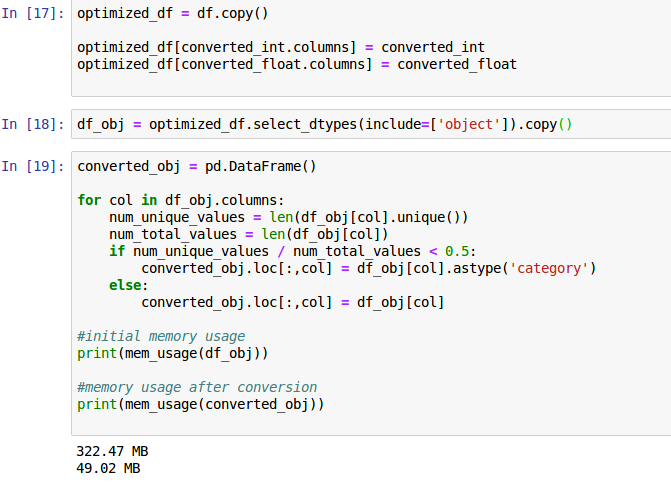 In [17]: optimized_df = df.copy()
optimized_df[converted_int.columns] = converted_int
optimized_df[converted_float.columns] = converted_float
In [18]: df_obj = optimized_df.select_dtypes(include=['object']).copy()
In [19]: converted_obj = pd.DataFrame()
for col in df_obj.columns:
    num_unique_values = len(df_obj[col].unique())
    num_total_values = len(df_obj[col])
    if num_unique_values / num_total_values < 0.5:
        converted_obj.loc[:,col] = df_obj[col].astype('category')
    else:
        converted_obj.loc[:,col] = df_obj[col]
#initial memory usage
print(mem_usage(df_obj))
#memory usage after conversion
print(mem_usage(converted_obj))
322.47 MB
49.02 MB